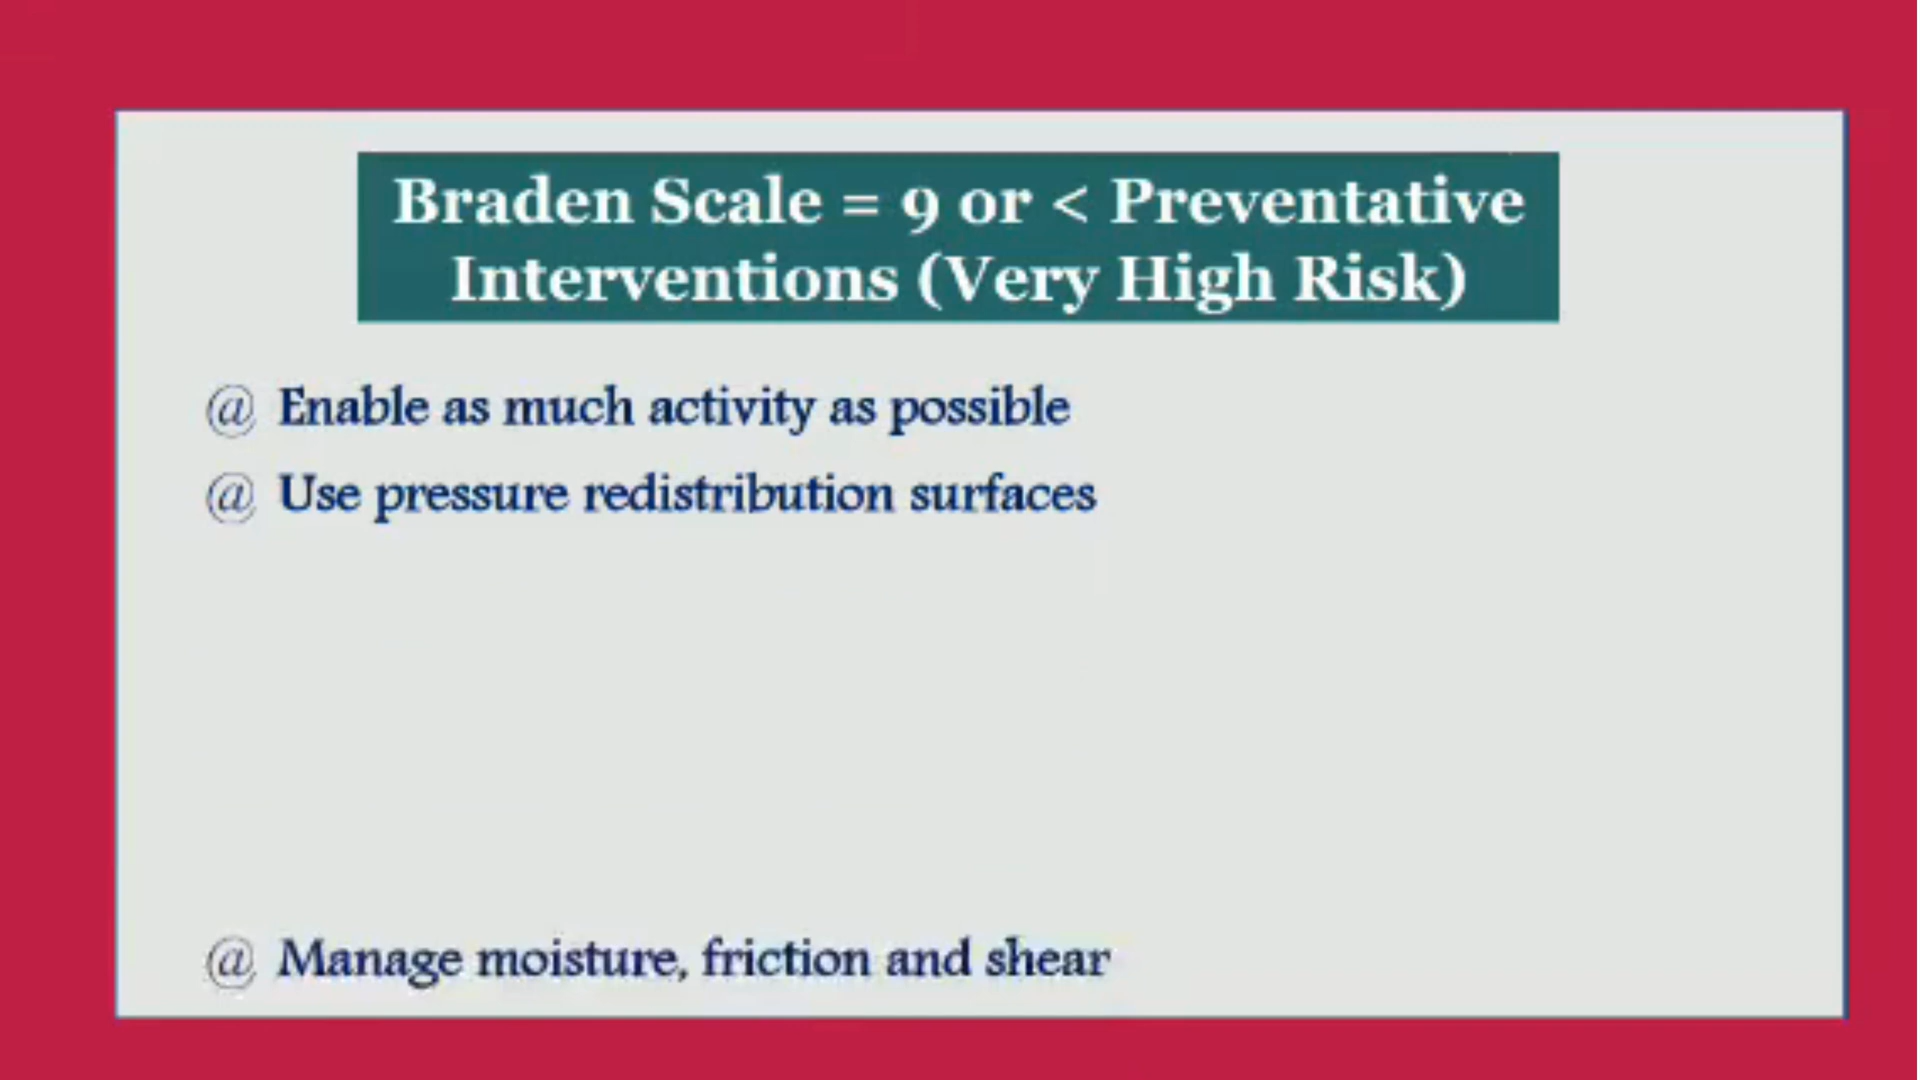 Braden Scale = 9 or < Preventative
Interventions (Very High Risk)
@ Enable as much activity as possible
@ Use pressure redistribution surfaces
@ Manage moisture, friction and shear